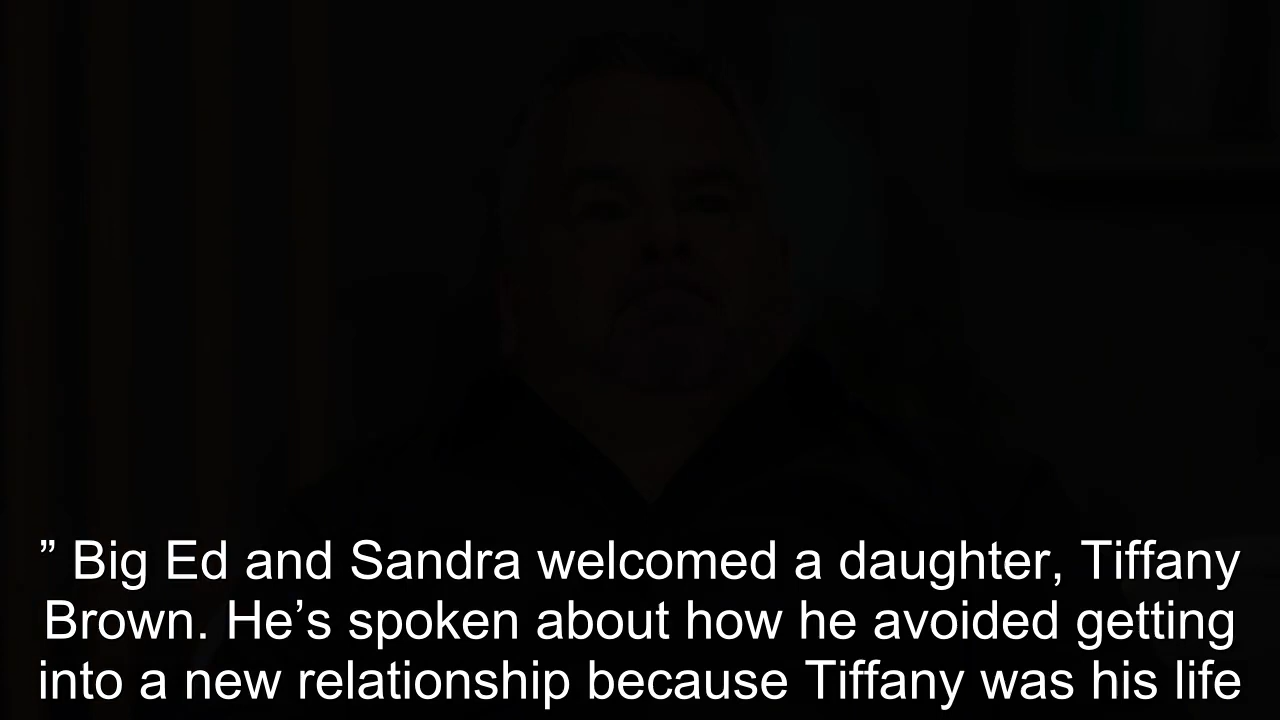 ” Big Ed and Sandra welcomed a daughter, Tiffany
Brown. He’s spoken about how he avoided getting
into a new relationship because Tiffany was his life